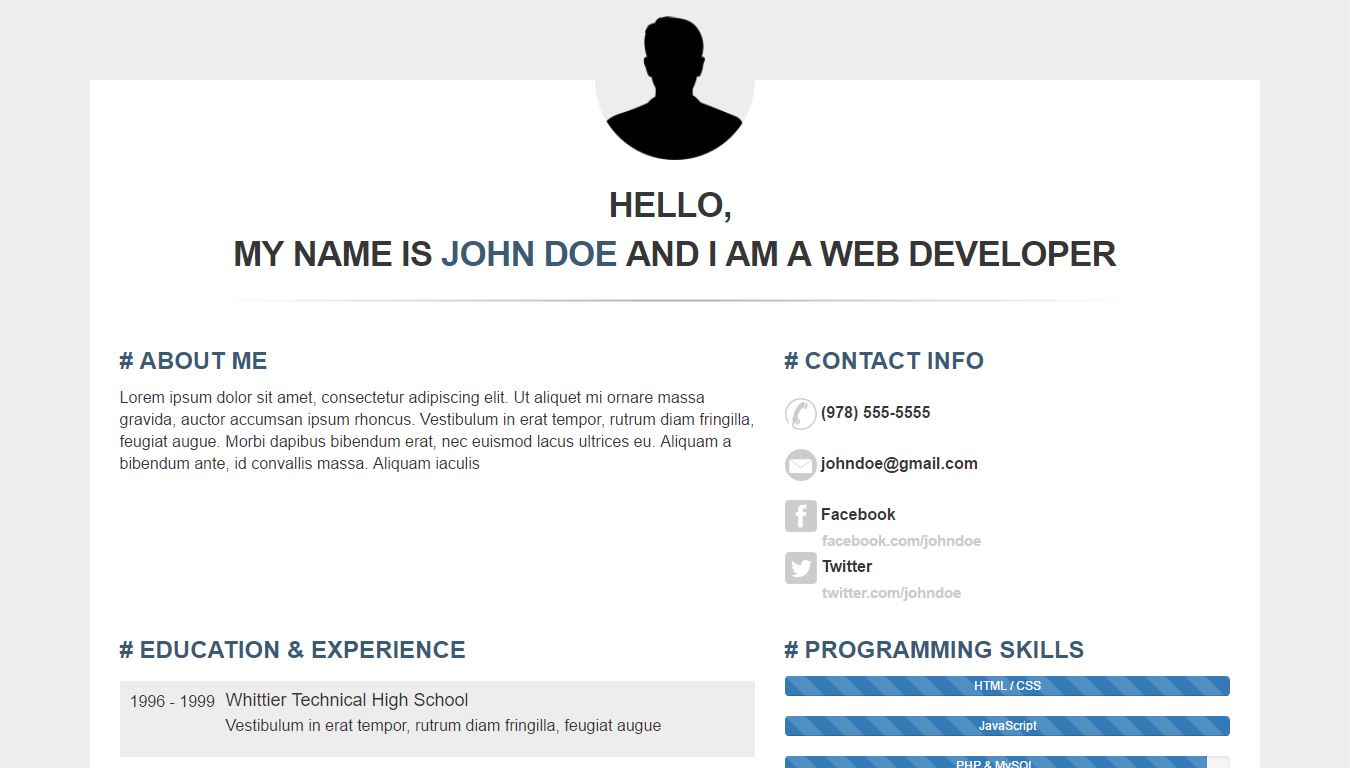 HELLO,
MY NAME IS JOHN DOE AND I AM A WEB DEVELOPER
# ABOUT ME
Lorem ipsum dolor sit amet, consectetur adipiscing elit. Ut aliquet mi ornare massa
gravida, auctor accumsan ipsum rhoncus. Vestibulum in erat tempor, rutrum diam fringilla,
feugiat augue. Morbi dapibus bibendum erat, nec euismod lacus ultrices eu. Aliquam a
bibendum ante, id convallis massa. Aliquam iaculis
# CONTACT INFO
(978) 555-5555
johndoe@gmail.com
Facebook
facebook.com/johndoe
Twitter
twitter.com/johndoe
# EDUCATION & EXPERIENCE
1996 - 1999 Whittier Technical High School
Vestibulum in erat tempor, rutrum diam fringilla, feugiat augue
# PROGRAMMING SKILLS
HTML / CSS
JavaScript
PHP & MySQL